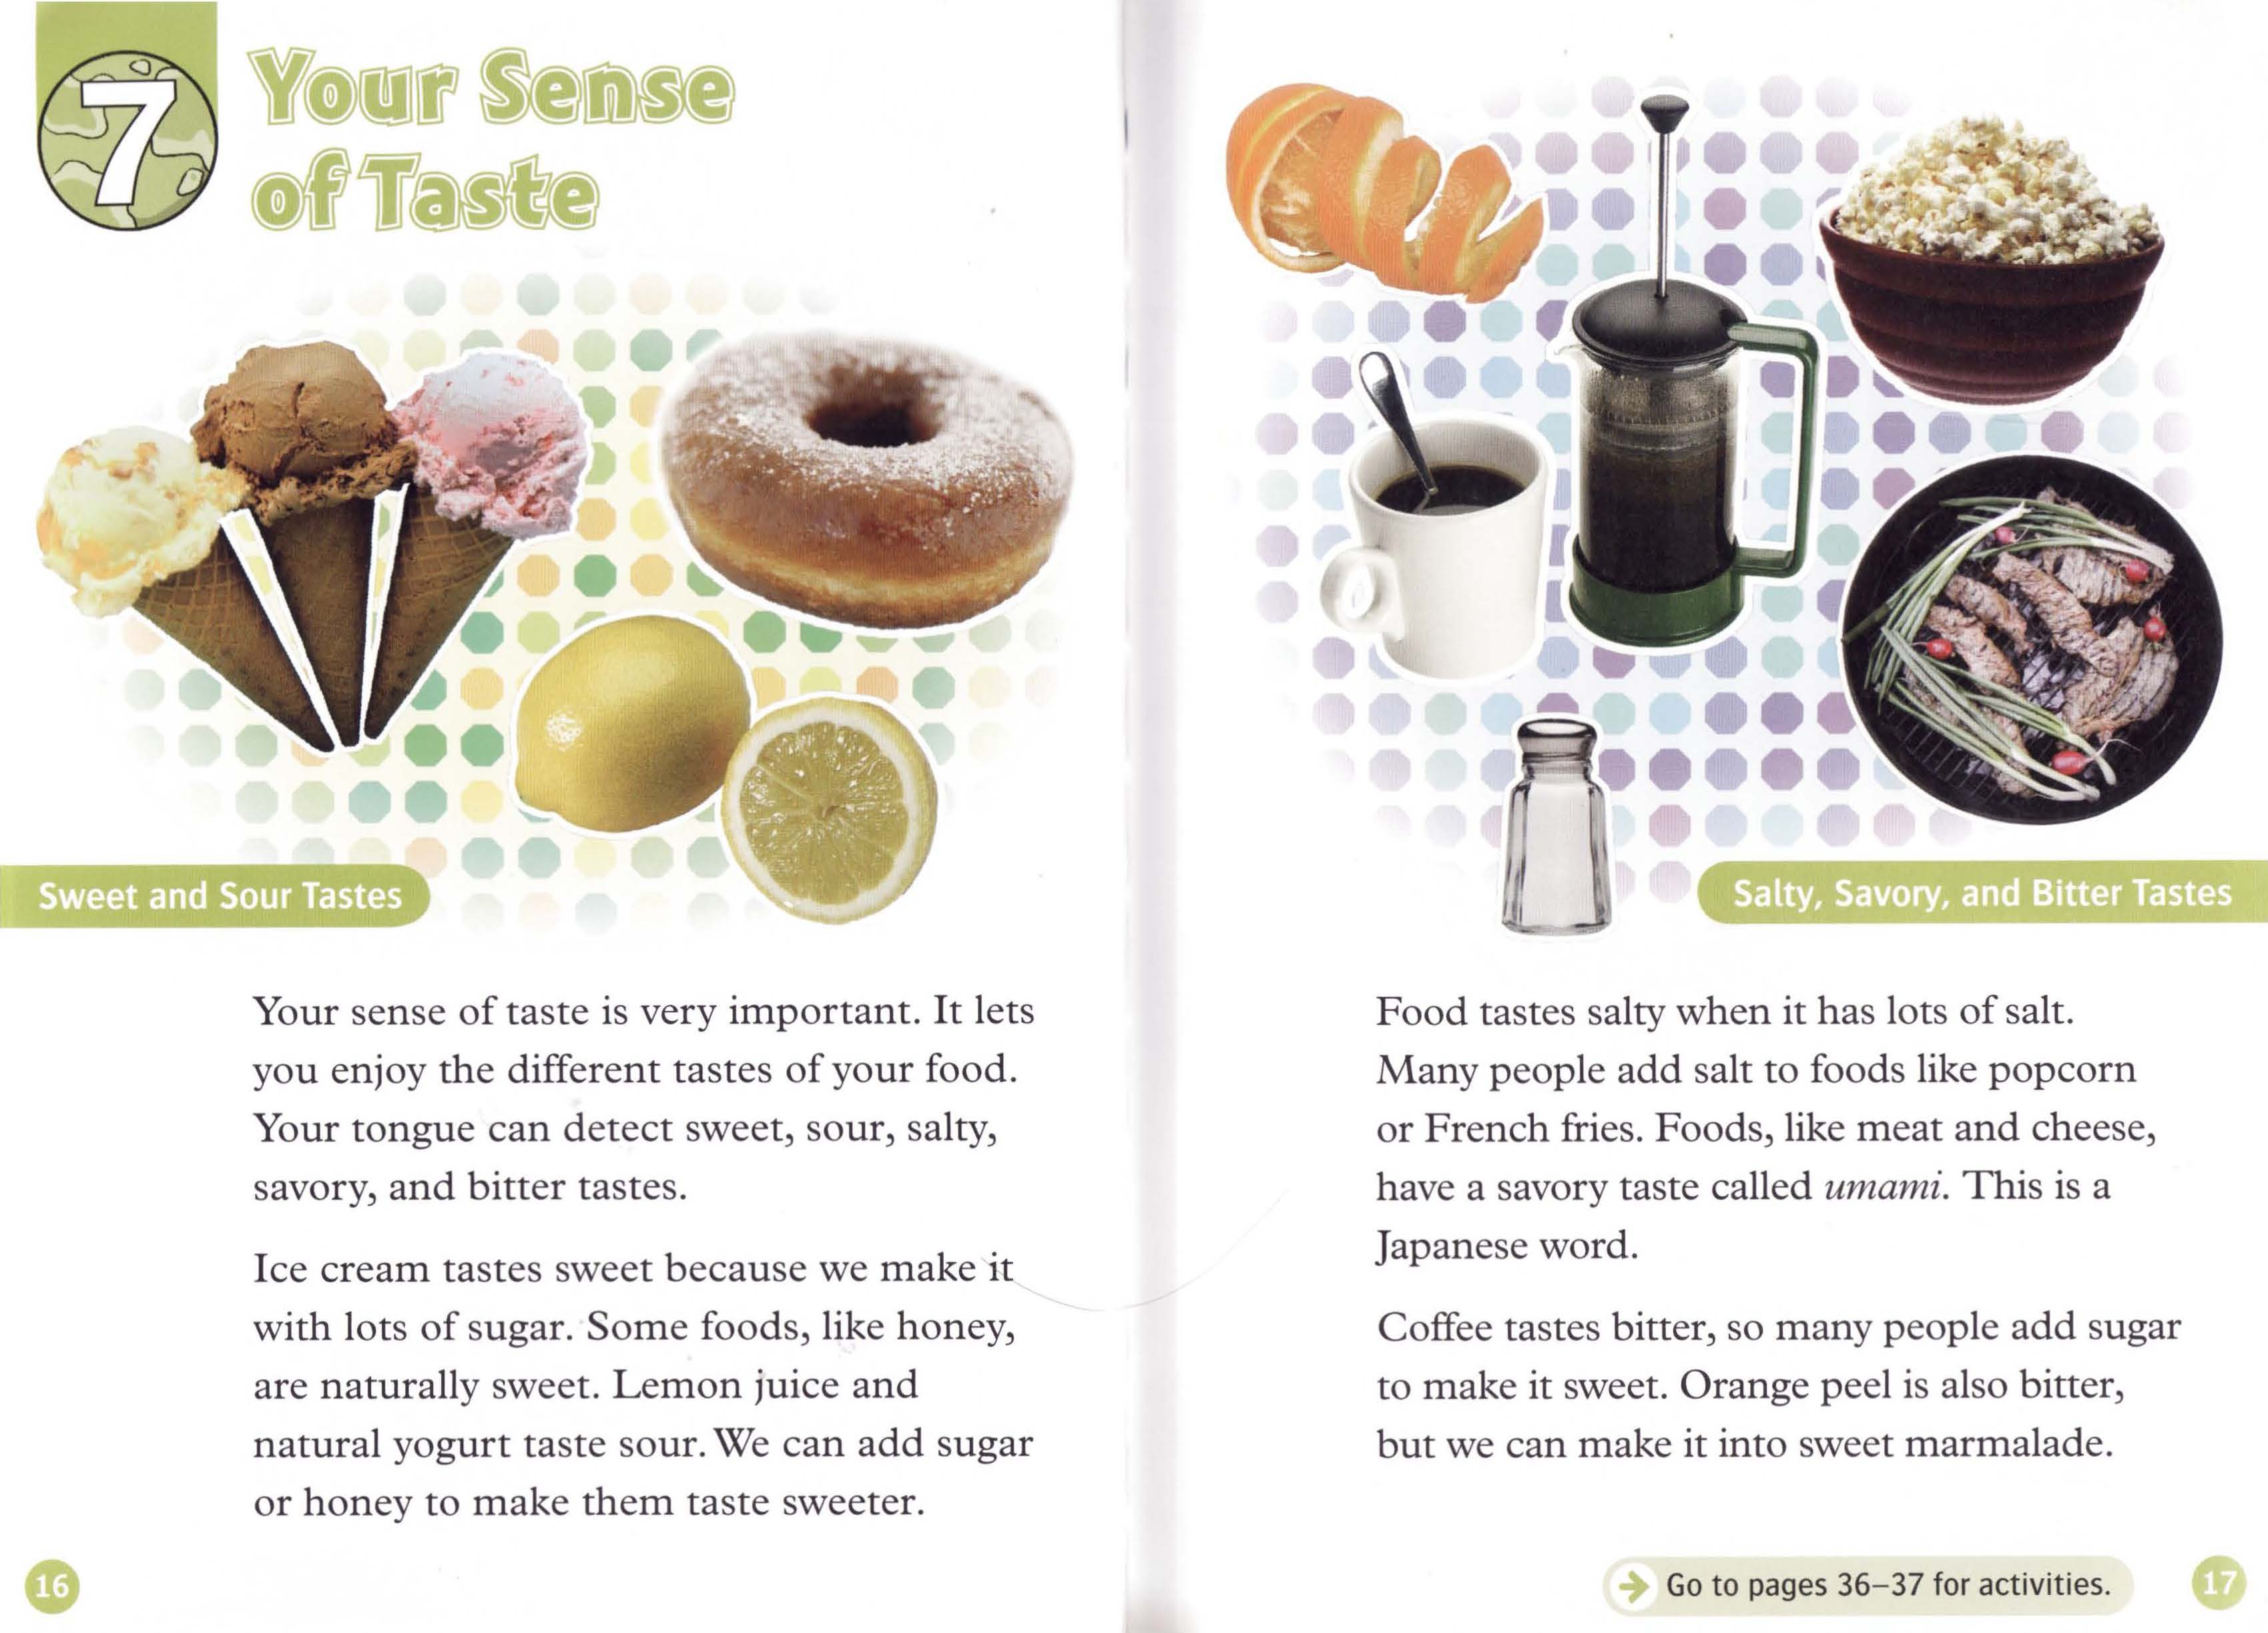 7
Your Sense
of Taste
Sweet and Sour Tastes
Your sense of taste is very important. It lets
you enjoy the different tastes of your food.
Your tongue can detect sweet, sour, salty,
savory, and bitter tastes.
Ice cream tastes sweet because we make it
with lots of sugar. Some foods, like honey,
are naturally sweet. Lemon juice and
natural yogurt taste sour. We can add sugar
or honey to make them taste sweeter.
16
Salty, Savory, and Bitter Tastes
Food tastes salty when it has lots of salt.
Many people add salt to foods like popcorn
or French fries. Foods, like meat and cheese,
have a savory taste called umami. This is a
Japanese word.
Coffee tastes bitter, so many people add sugar
to make it sweet. Orange peel is also bitter,
but we can make it into sweet marmalade.
Go to pages 36–37 for activities.
17